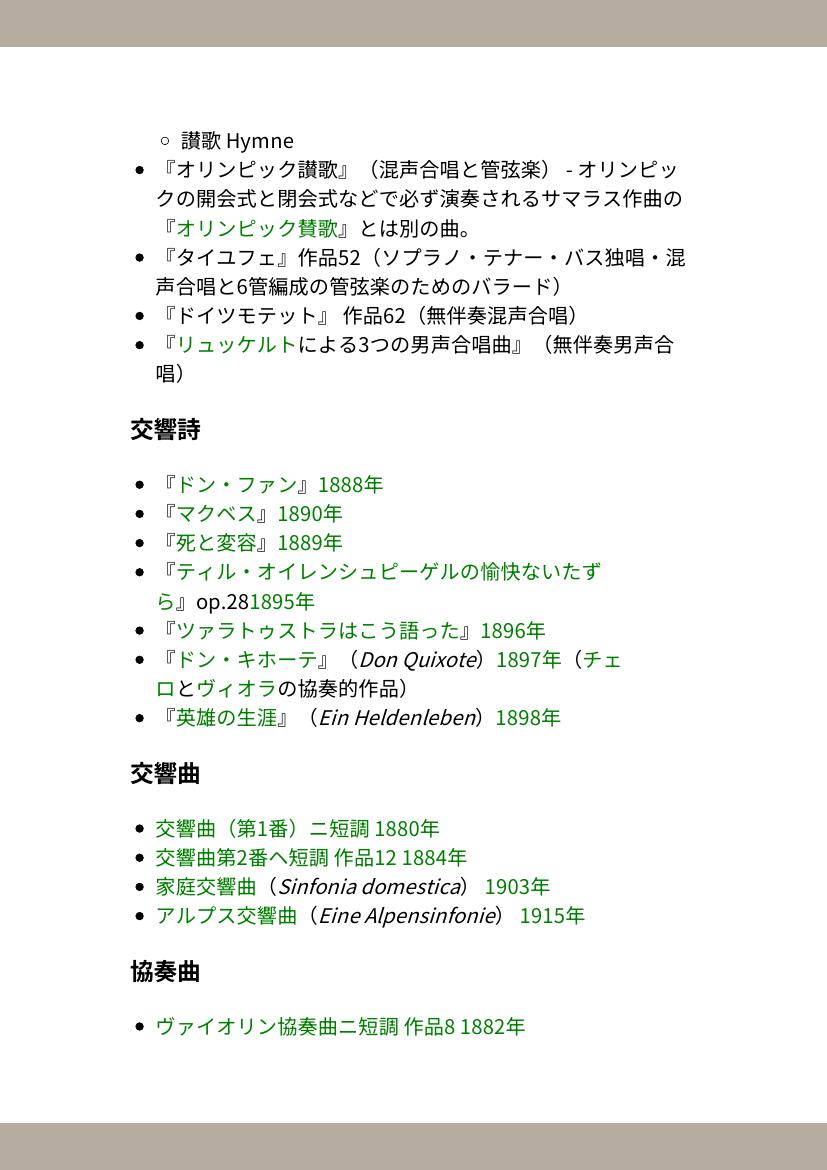 讃歌 Hymne
『オリンピック讃歌』（混声合唱と管弦楽） - オリンピッ
クの開会式と閉会式などで必ず演奏されるサマラス作曲の
『オリンピック賛歌』とは別の曲。
『タイユフェ』作品52（ソプラノ・テナー・バス独唱・混
声合唱と6管編成の管弦楽のためのバラード）
『ドイツモテット』 作品62（無伴奏混声合唱）
『リュッケルトによる3つの男声合唱曲』（無伴奏男声合
唱）
交響詩
『ドン・ファン』1888年
『マクベス』1890年
『死と変容』1889年
『ティル・オイレンシュピーゲルの愉快ないたず
ら』op.281895年
『ツァラトゥストラはこう語った』1896年
『ドン・キホーテ』（Don Quixote）1897年（チェ
ロとヴィオラの協奏的作品）
『英雄の生涯』（Ein Heldenleben）1898年
交響曲
交響曲（第1番）ニ短調 1880年
交響曲第2番ヘ短調 作品12 1884年
家庭交響曲（Sinfonia domestica） 1903年
アルプス交響曲（Eine Alpensinfonie） 1915年
協奏曲
ヴァイオリン協奏曲ニ短調 作品8 1882年